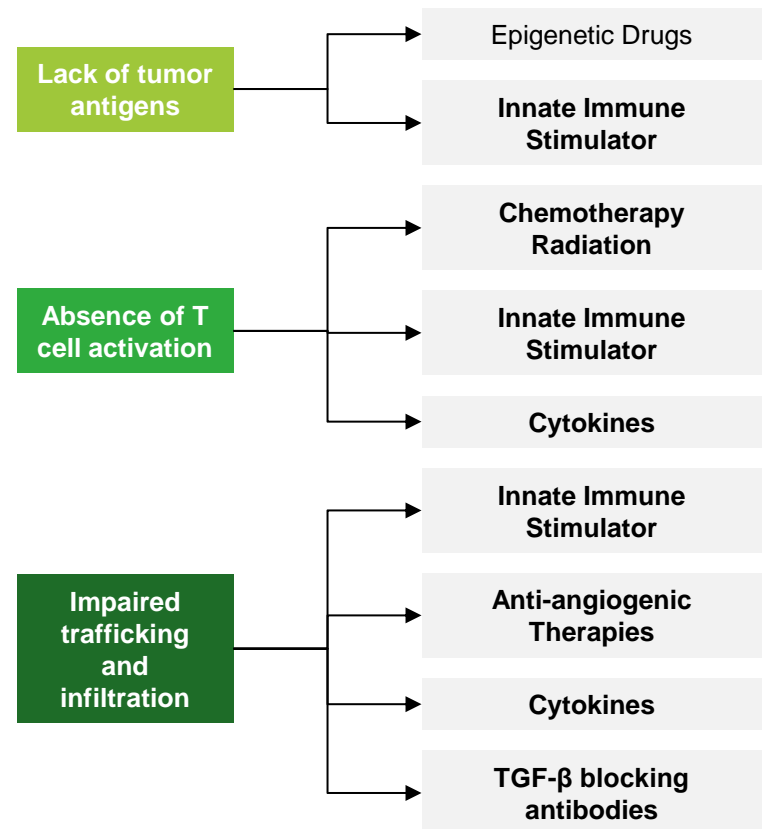 Lack of tumor
antigens
Epigenetic Drugs
Innate Immune
Stimulator
Absence of T
cell activation
Chemotherapy
Radiation
Innate Immune
Stimulator
Cytokines
Impaired
trafficking
and
infiltration
Innate Immune
Stimulator
Anti-angiogenic
Therapies
Cytokines
TGF-β blocking
antibodies